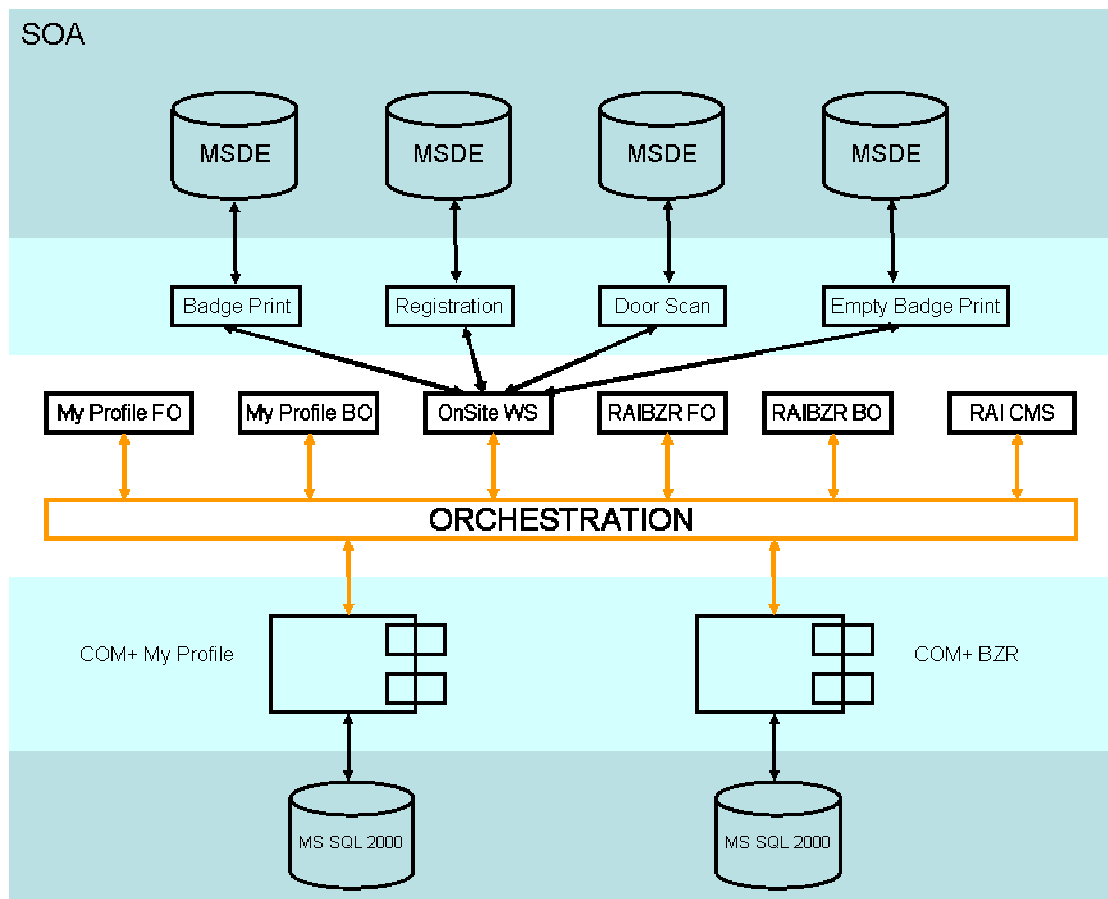 SOA
MSDE
MSDE
MSDE
MSDE
Badge Print
Registration
Door Scan
Empty Badge Print
My Profile FO
My Profile BO
OnSite WS
RAIBZR FO
RAIBZR BO
RAI CMS
ORCHESTRATION
COM+ My Profile
COM+ BZR
MS SQL 2000
MS SQL 2000